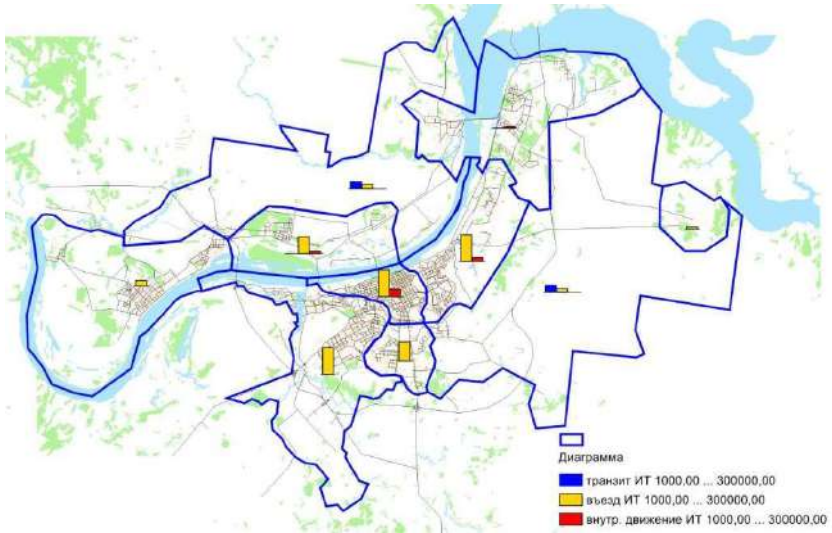 Диаграмма
транзит ИТ 1000,00 ... 300000,00
въезд ИТ 1000,00 ... 300000,00
внутр. движение ИТ 1000,00 ... 300000,00